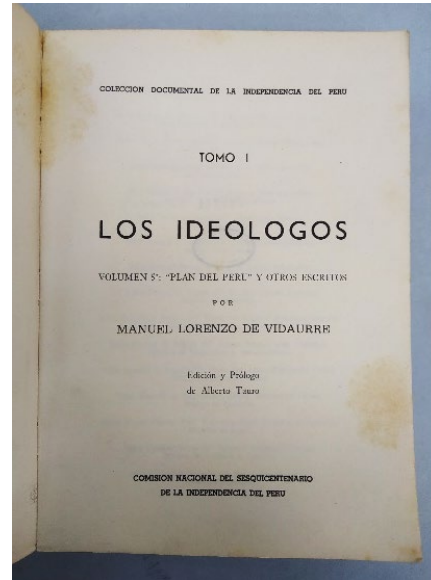 COLECCION DOCUMENTAL DE LA INDEPENDENCIA DEL PERU
TOMO I
LOS IDEOLOGOS
VOLUMEN 5º: "PLAN DEL PERU" Y OTROS ESCRITOS
POR
MANUEL LORENZO DE VIDAURRE
Edición y Prólogo
de Alberto Tauro
COMISION NACIONAL DEL SESQUICENTENARIO
DE LA INDEPENDENCIA DEL PERU